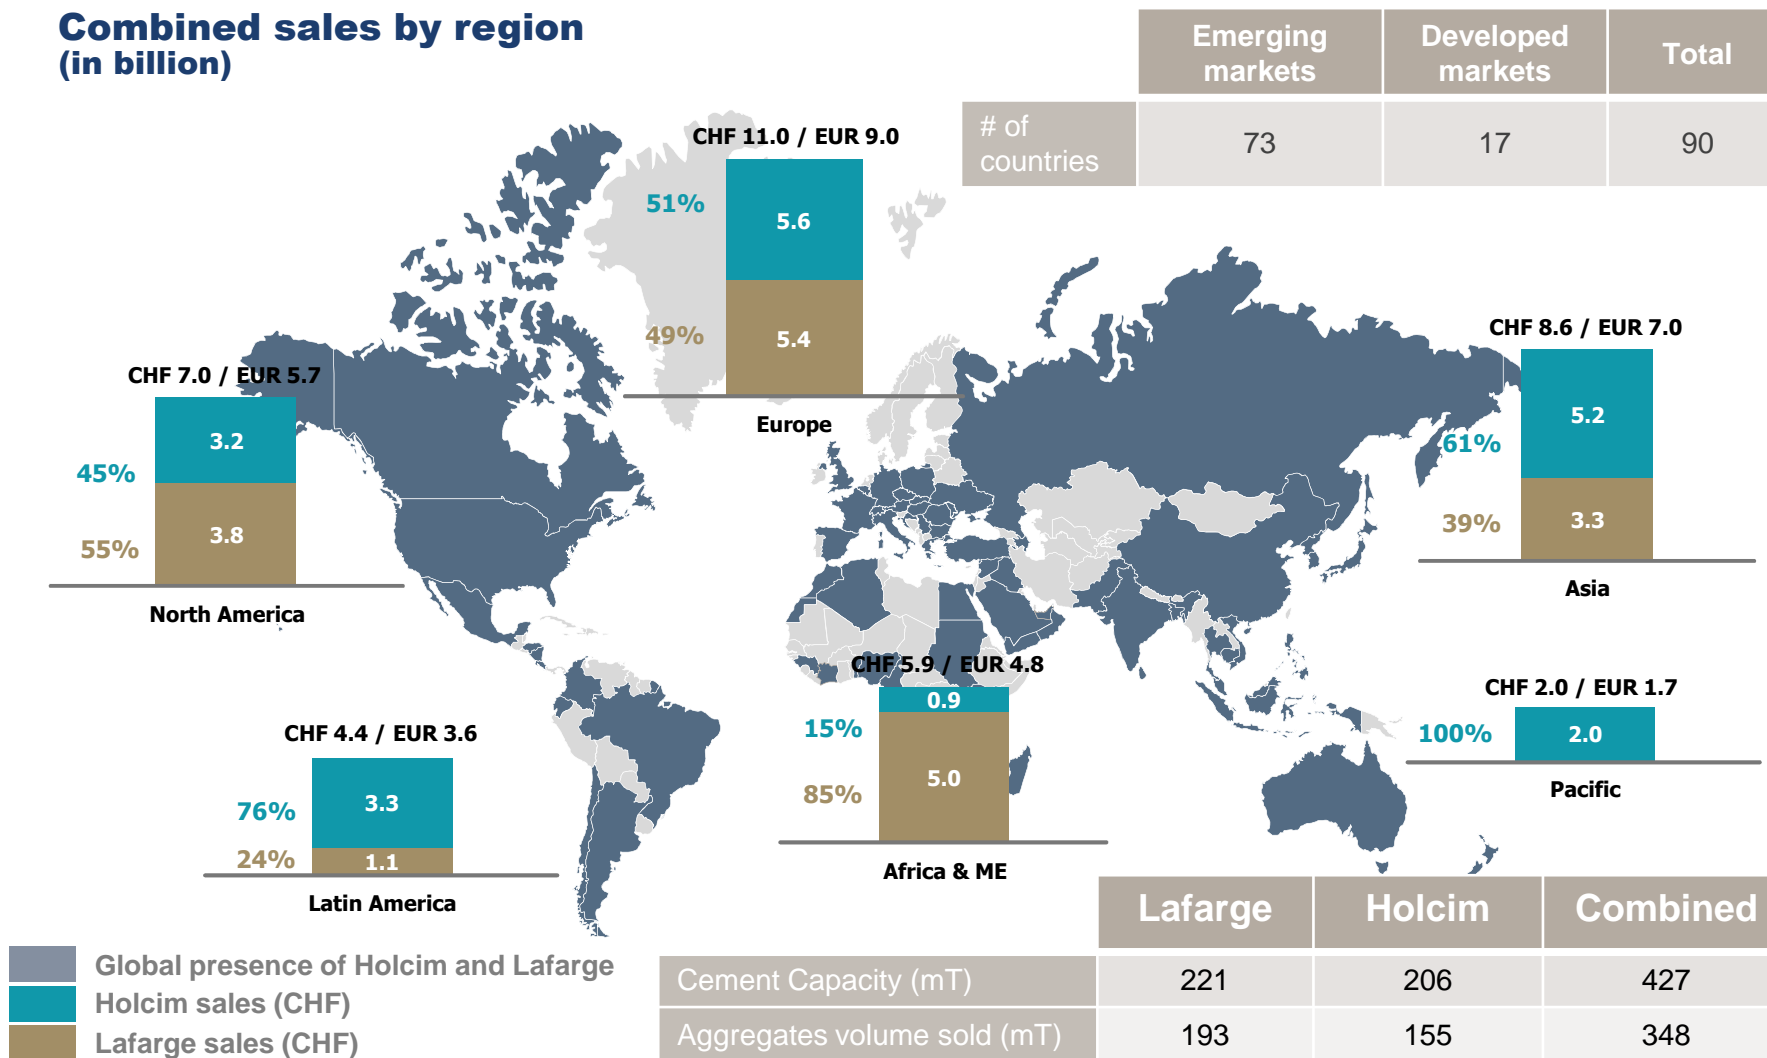 Combined sales by region
(in billion)
Emerging markets
Developed markets
Total
# of countries
73
17
90
CHF 11.0 / EUR 9.0
51%
5.6
49%
5.4
Europe
CHF 8.6 / EUR 7.0
61%
5.2
39%
3.3
Asia
CHF 7.0 / EUR 5.7
45%
3.2
55%
3.8
North America
CHF 5.9 / EUR 4.8
15%
0.9
85%
5.0
Africa & ME
CHF 2.0 / EUR 1.7
100%
2.0
Pacific
CHF 4.4 / EUR 3.6
76%
3.3
24%
1.1
Latin America
Global presence of Holcim and Lafarge
Holcim sales (CHF)
Lafarge sales (CHF)
Lafarge
Holcim
Combined
Cement Capacity (mT)
221
206
427
Aggregates volume sold (mT)
193
155
348